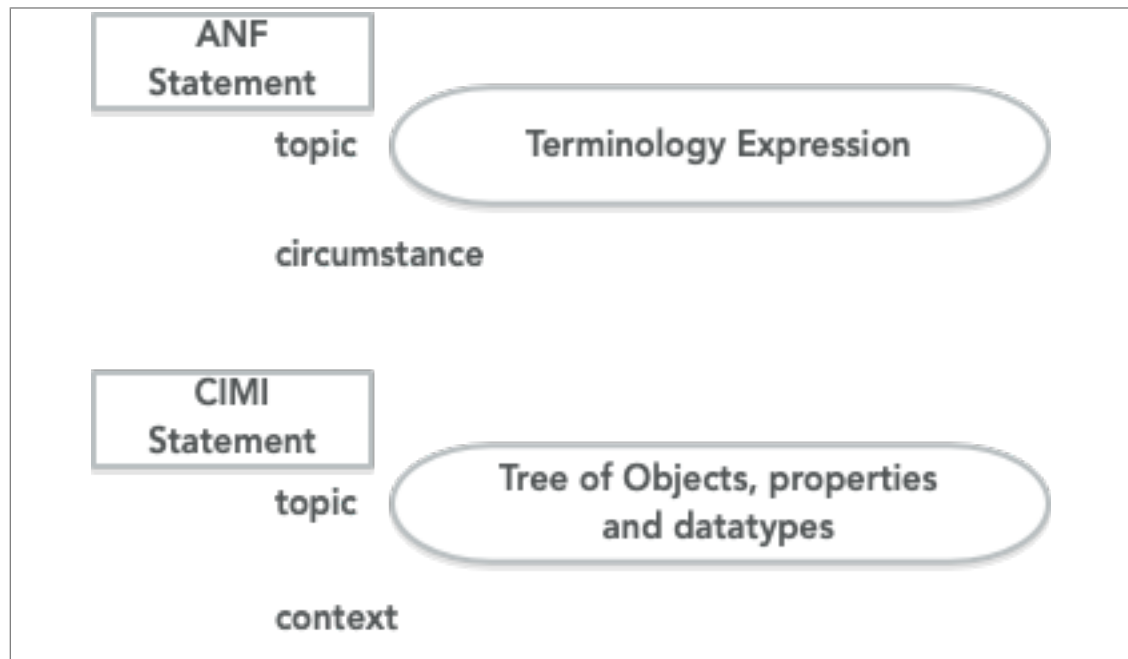 ANF
Statement
topic
Terminology Expression
circumstance
CIMI
Statement
topic
Tree of Objects, properties
and datatypes
context